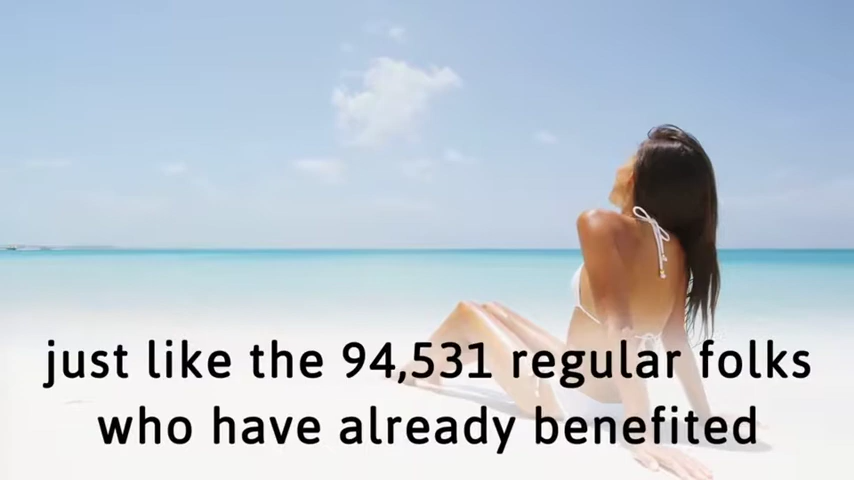 just like the 94,531 regular folks
who have already benefited